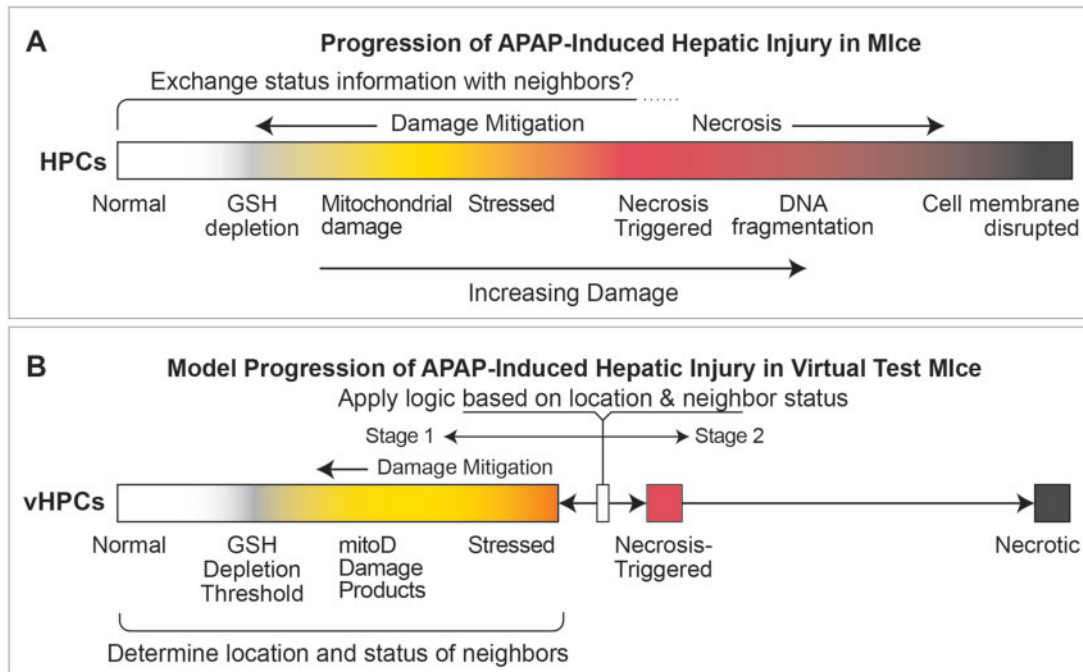 A
Progression of APAP-Induced Hepatic Injury in MIce
Exchange status information with neighbors?
Damage Mitigation
Necrosis
HPCs
Normal
GSH
depletion
Mitochondrial
damage
Stressed
Necrosis
Triggered
DNA
fragmentation
Cell membrane
disrupted
Increasing Damage
B
Model Progression of APAP-Induced Hepatic Injury in Virtual Test MIce
Apply logic based on location & neighbor status
Stage 1
Stage 2
Damage Mitigation
vHPCs
Normal
GSH
Depletion
Threshold
mitoD
Damage
Products
Stressed
Necrosis-
Triggered
Necrotic
Determine location and status of neighbors